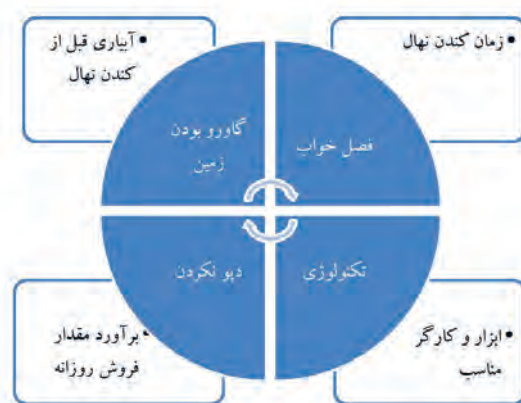 • زمان کندن نهال
• آبیاری قبل از
کندن نهال
فصل خواب
گاورو بودن
زمین
تکنولوژی
دپو نکردن
• ابزار و کارگر
مناسب
• برآورد مقدار
فروش روزانه